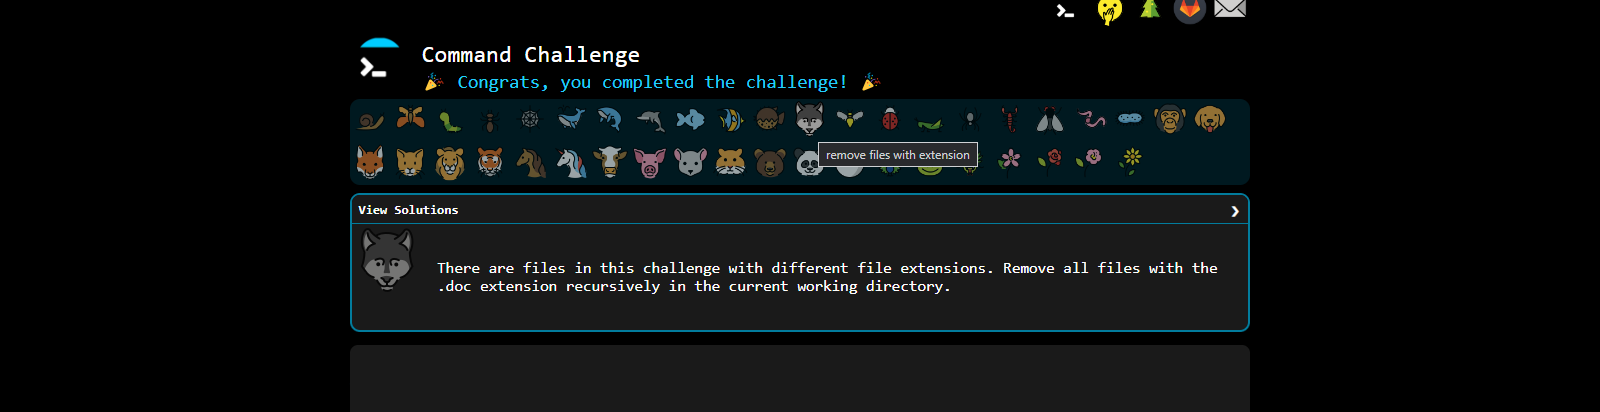 Command Challenge
🎉 Congrats, you completed the challenge! 🎉
remove files with extension
View Solutions
There are files in this challenge with different file extensions. Remove all files with the
.doc extension recursively in the current working directory.